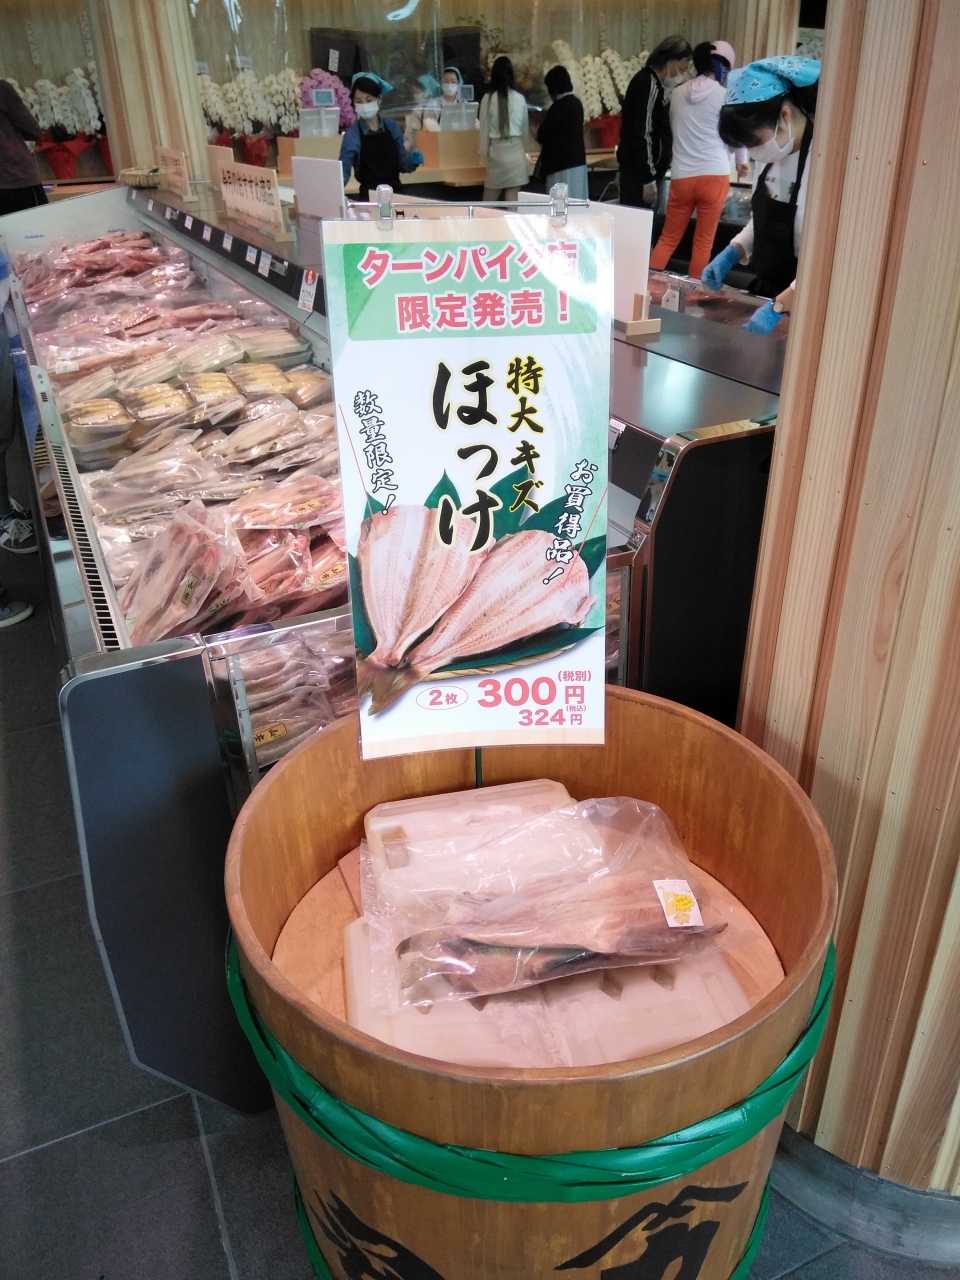 ターンパイク店
限定発売！
特大キズ
ほっけ
数量限定！
お買得品！
2枚 300円(税別)
324円(税込)